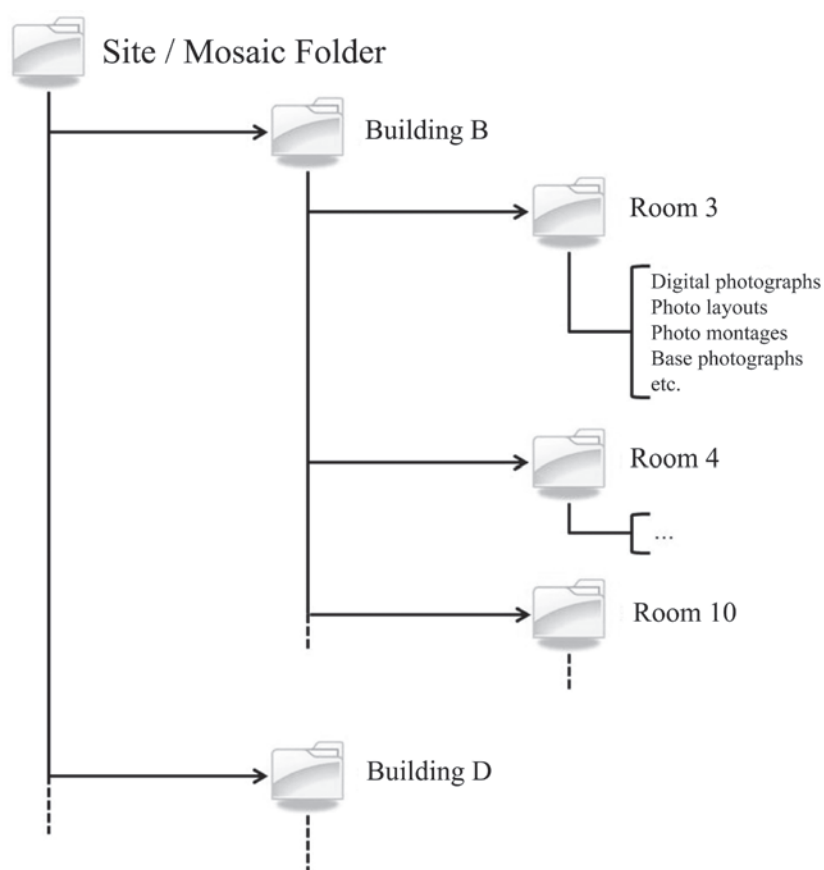 Site / Mosaic Folder
Building B
Room 3
Digital photographs
Photo layouts
Photo montages
Base photographs
etc.
Room 4
...
Room 10
Building D